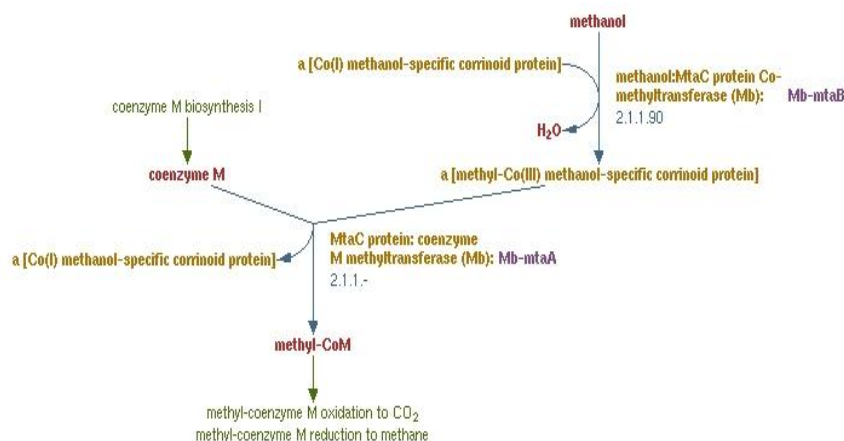 methanol
a [Co(I) methanol-specific corrinoid protein]
methanol:MtaC protein Co-
methyltransferase (Mb): Mb-mtaB
2.1.1.90
coenzyme M biosynthesis I
H₂O
coenzyme M
a [methyl-Co(III) methanol-specific corrinoid protein]
MtaC protein: coenzyme
M methyltransferase (Mb): Mb-mtaA
a [Co(I) methanol-specific corrinoid protein]
2.1.1.-
methyl-CoM
methyl-coenzyme M oxidation to CO₂
methyl-coenzyme M reduction to methane